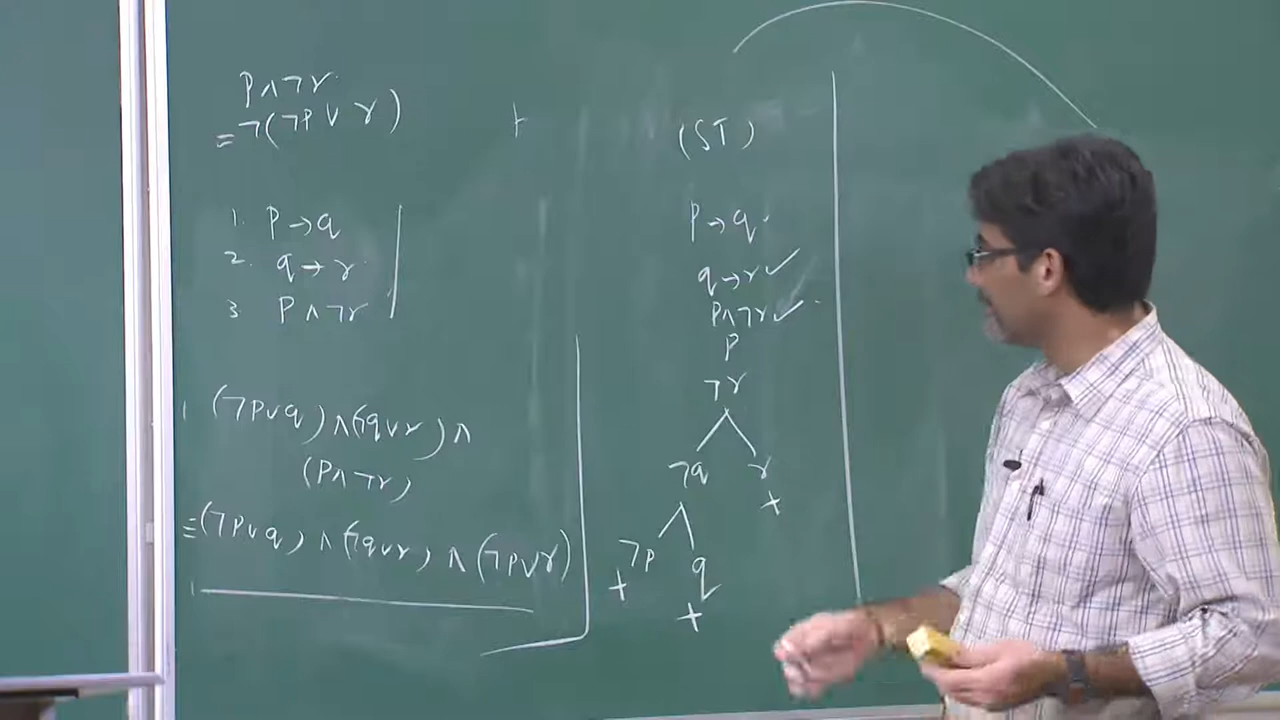 P∧¬r
=¬(¬P∨r)
1. P→q
2. q→r
3 P∧¬r
(¬P∨q)∧(¬q∨r)∧
(P∧¬r)
≡(¬P∨q)∧(¬q∨r)∧(¬P∨r)
(ST)
P→q
q→r✓
P∧¬r✓
P
¬r
¬q r
+
¬P q
+
+